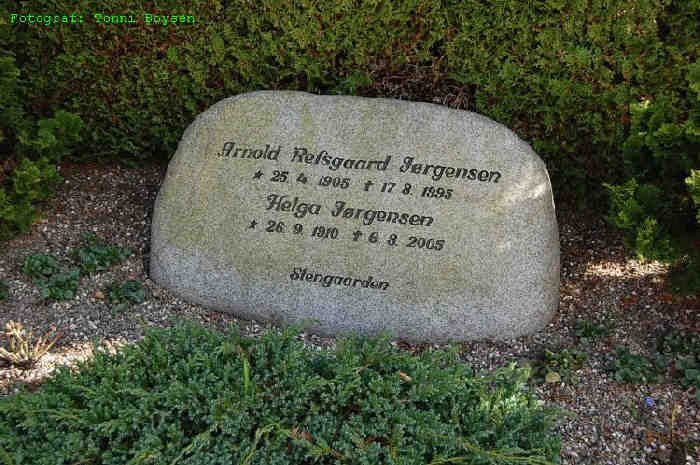 Fotograf: Tonni Boysen
Arnold Refsgaard Jørgensen
* 25. 4 1905 ✝ 17. 8. 1995
Helga Jørgensen
* 26. 9. 1910 ✝ 6. 3. 2005
Stengaarden